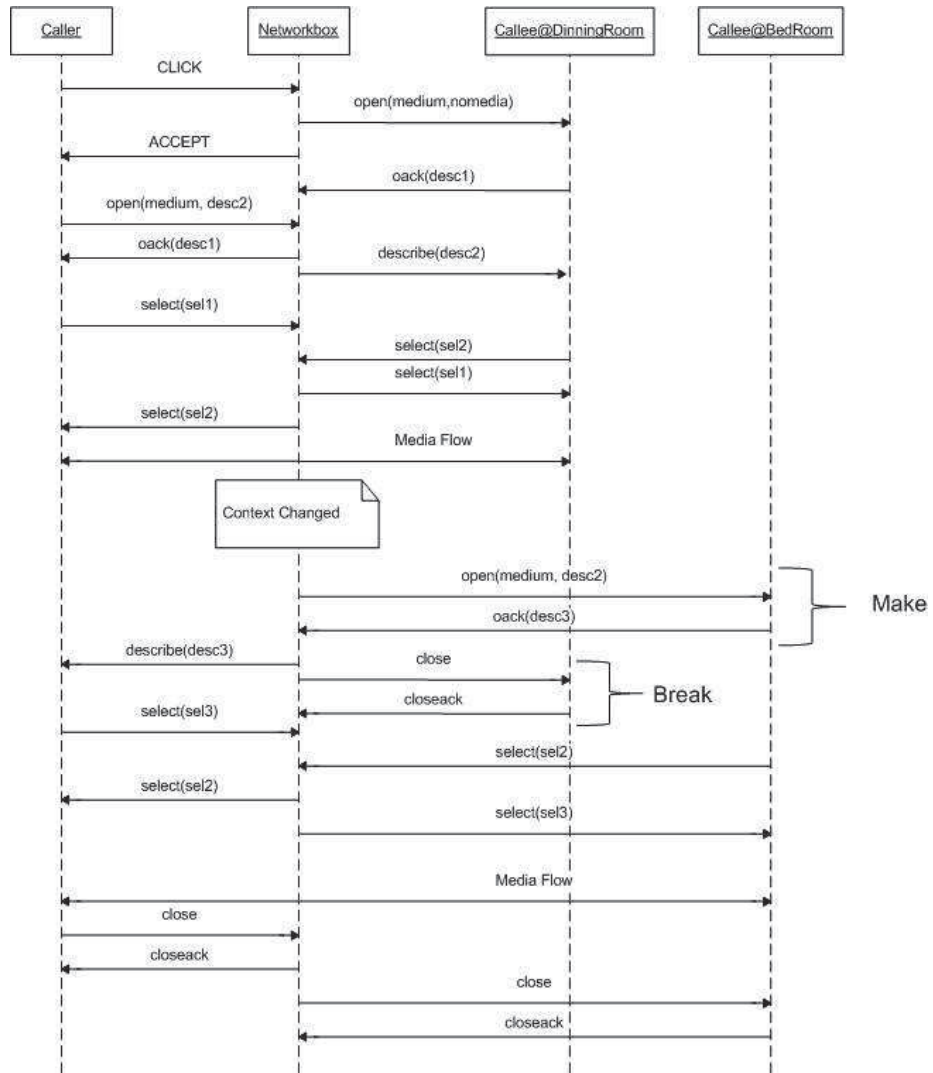 Caller
Networkbox
Callee@DinningRoom
Callee@BedRoom
CLICK
open(medium,nomedia)
ACCEPT
oack(desc1)
open(medium, desc2)
oack(desc1)
describe(desc2)
select(sel1)
select(sel2)
select(sel1)
select(sel2)
Media Flow
Context Changed
open(medium, desc2)
Make
oack(desc3)
describe(desc3)
close
Break
closeack
select(sel3)
select(sel2)
select(sel2)
select(sel3)
Media Flow
close
closeack
close
closeack